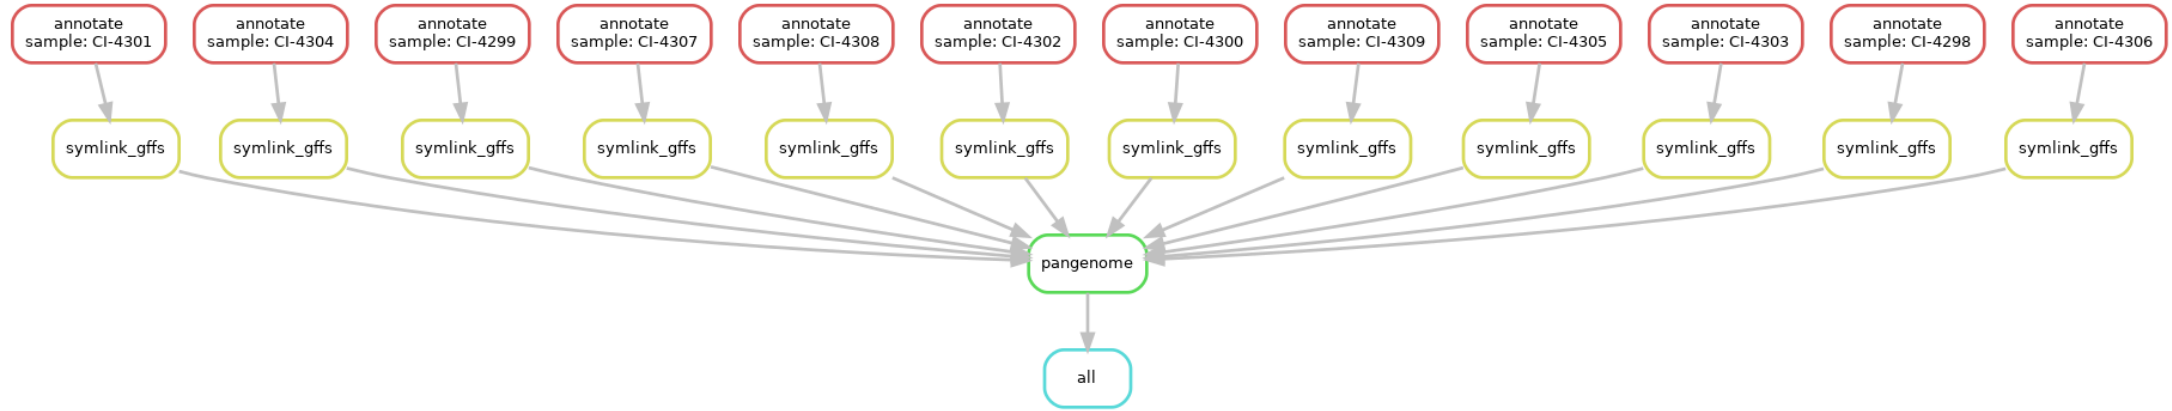 annotate
sample: CI-4301
annotate
sample: CI-4304
annotate
sample: CI-4299
annotate
sample: CI-4307
annotate
sample: CI-4308
annotate
sample: CI-4302
annotate
sample: CI-4300
annotate
sample: CI-4309
annotate
sample: CI-4305
annotate
sample: CI-4303
annotate
sample: CI-4298
annotate
sample: CI-4306
symlink_gffs
symlink_gffs
symlink_gffs
symlink_gffs
symlink_gffs
symlink_gffs
symlink_gffs
symlink_gffs
symlink_gffs
symlink_gffs
symlink_gffs
symlink_gffs
pangenome
all